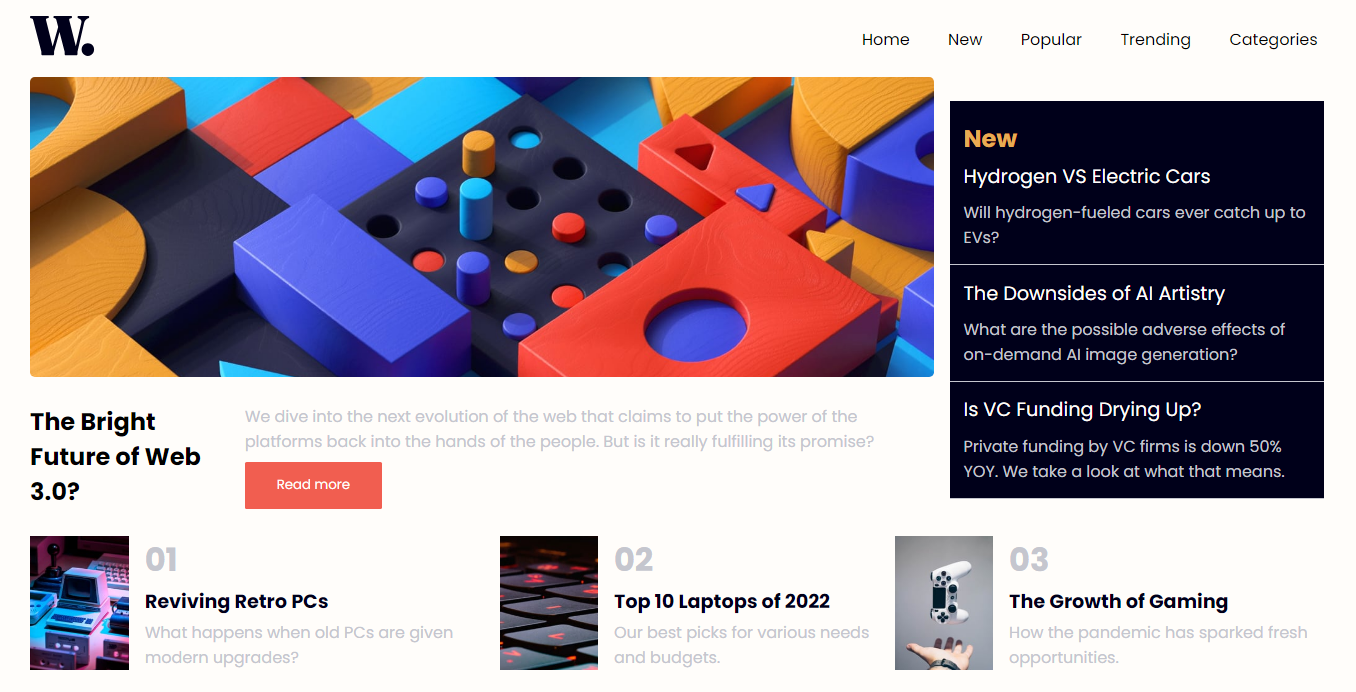 W.
Home New Popular Trending Categories
New
Hydrogen VS Electric Cars
Will hydrogen-fueled cars ever catch up to
EVs?
The Downsides of AI Artistry
What are the possible adverse effects of
on-demand AI image generation?
Is VC Funding Drying Up?
Private funding by VC firms is down 50%
YOY. We take a look at what that means.
The Bright
Future of Web
3.0?
We dive into the next evolution of the web that claims to put the power of the
platforms back into the hands of the people. But is it really fulfilling its promise?
Read more
01
Reviving Retro PCs
What happens when old PCs are given
modern upgrades?
02
Top 10 Laptops of 2022
Our best picks for various needs
and budgets.
03
The Growth of Gaming
How the pandemic has sparked fresh
opportunities.